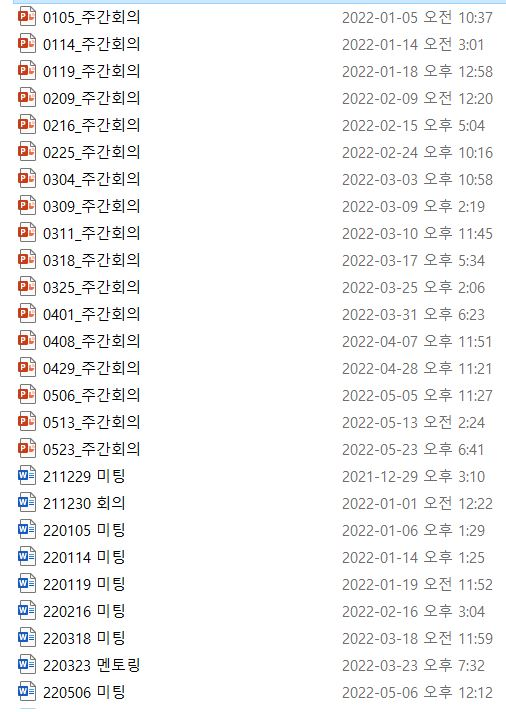 0105_주간회의 2022-01-05 오전 10:37
0114_주간회의 2022-01-14 오전 3:01
0119_주간회의 2022-01-18 오후 12:58
0209_주간회의 2022-02-09 오전 12:20
0216_주간회의 2022-02-15 오후 5:04
0225_주간회의 2022-02-24 오후 10:16
0304_주간회의 2022-03-03 오후 10:58
0309_주간회의 2022-03-09 오후 2:19
0311_주간회의 2022-03-10 오후 11:45
0318_주간회의 2022-03-17 오후 5:34
0325_주간회의 2022-03-25 오후 2:06
0401_주간회의 2022-03-31 오후 6:23
0408_주간회의 2022-04-07 오후 11:51
0429_주간회의 2022-04-28 오후 11:21
0506_주간회의 2022-05-05 오후 11:27
0513_주간회의 2022-05-13 오전 2:24
0523_주간회의 2022-05-23 오후 6:41
211229 미팅 2021-12-29 오후 3:10
211230 회의 2022-01-01 오전 12:22
220105 미팅 2022-01-06 오후 1:29
220114 미팅 2022-01-14 오후 1:25
220119 미팅 2022-01-19 오전 11:52
220216 미팅 2022-02-16 오후 3:04
220318 미팅 2022-03-18 오전 11:59
220323 멘토링 2022-03-23 오후 7:32
220506 미팅 2022-05-06 오후 12:12